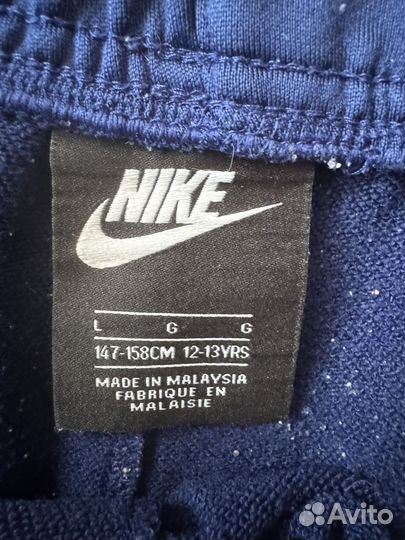 NIKE
L G G
147-158CM 12-13YRS
MADE IN MALAYSIA
FABRIQUE EN
MALAISIE
Avito